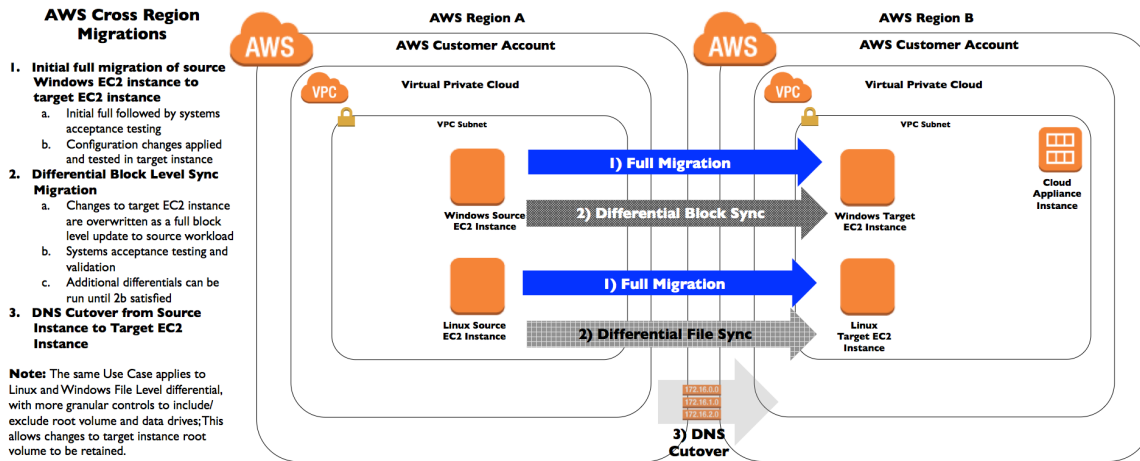 AWS Cross Region
Migrations
1. Initial full migration of source
Windows EC2 instance to
target EC2 instance
a. Initial full followed by systems
acceptance testing
b. Configuration changes applied
and tested in target instance
2. Differential Block Level Sync
Migration
a. Changes to target EC2 instance
are overwritten as a full block
level update to source workload
b. Systems acceptance testing and
validation
c. Additional differentials can be
run until 2b satisfied
3. DNS Cutover from Source
Instance to Target EC2
Instance
Note: The same Use Case applies to
Linux and Windows File Level differential,
with more granular controls to include/
exclude root volume and data drives; This
allows changes to target instance root
volume to be retained.
AWS Region A
AWS
AWS Customer Account
VPC
Virtual Private Cloud
VPC Subnet
Windows Source
EC2 Instance
Linux Source
EC2 Instance
1) Full Migration
2) Differential Block Sync
1) Full Migration
2) Differential File Sync
172.16.0.0
172.16.1.0
172.16.2.0
3) DNS
Cutover
AWS Region B
AWS
AWS Customer Account
VPC
Virtual Private Cloud
VPC Subnet
Windows Target
EC2 Instance
Linux
Target EC2
Instance
Cloud
Appliance
Instance